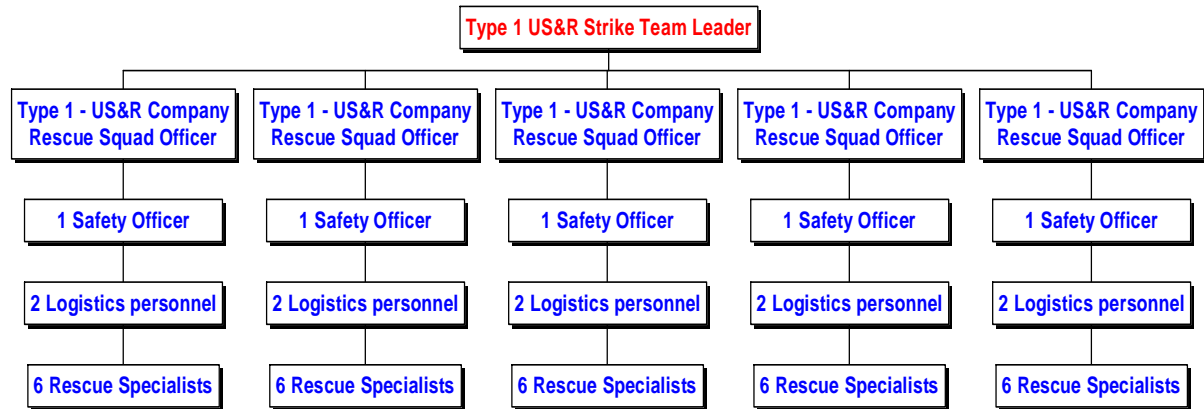 Type 1 US&R Strike Team Leader
Type 1 - US&R Company
Rescue Squad Officer
Type 1 - US&R Company
Rescue Squad Officer
Type 1 - US&R Company
Rescue Squad Officer
Type 1 - US&R Company
Rescue Squad Officer
Type 1 - US&R Company
Rescue Squad Officer
1 Safety Officer
1 Safety Officer
1 Safety Officer
1 Safety Officer
1 Safety Officer
2 Logistics personnel
2 Logistics personnel
2 Logistics personnel
2 Logistics personnel
2 Logistics personnel
6 Rescue Specialists
6 Rescue Specialists
6 Rescue Specialists
6 Rescue Specialists
6 Rescue Specialists